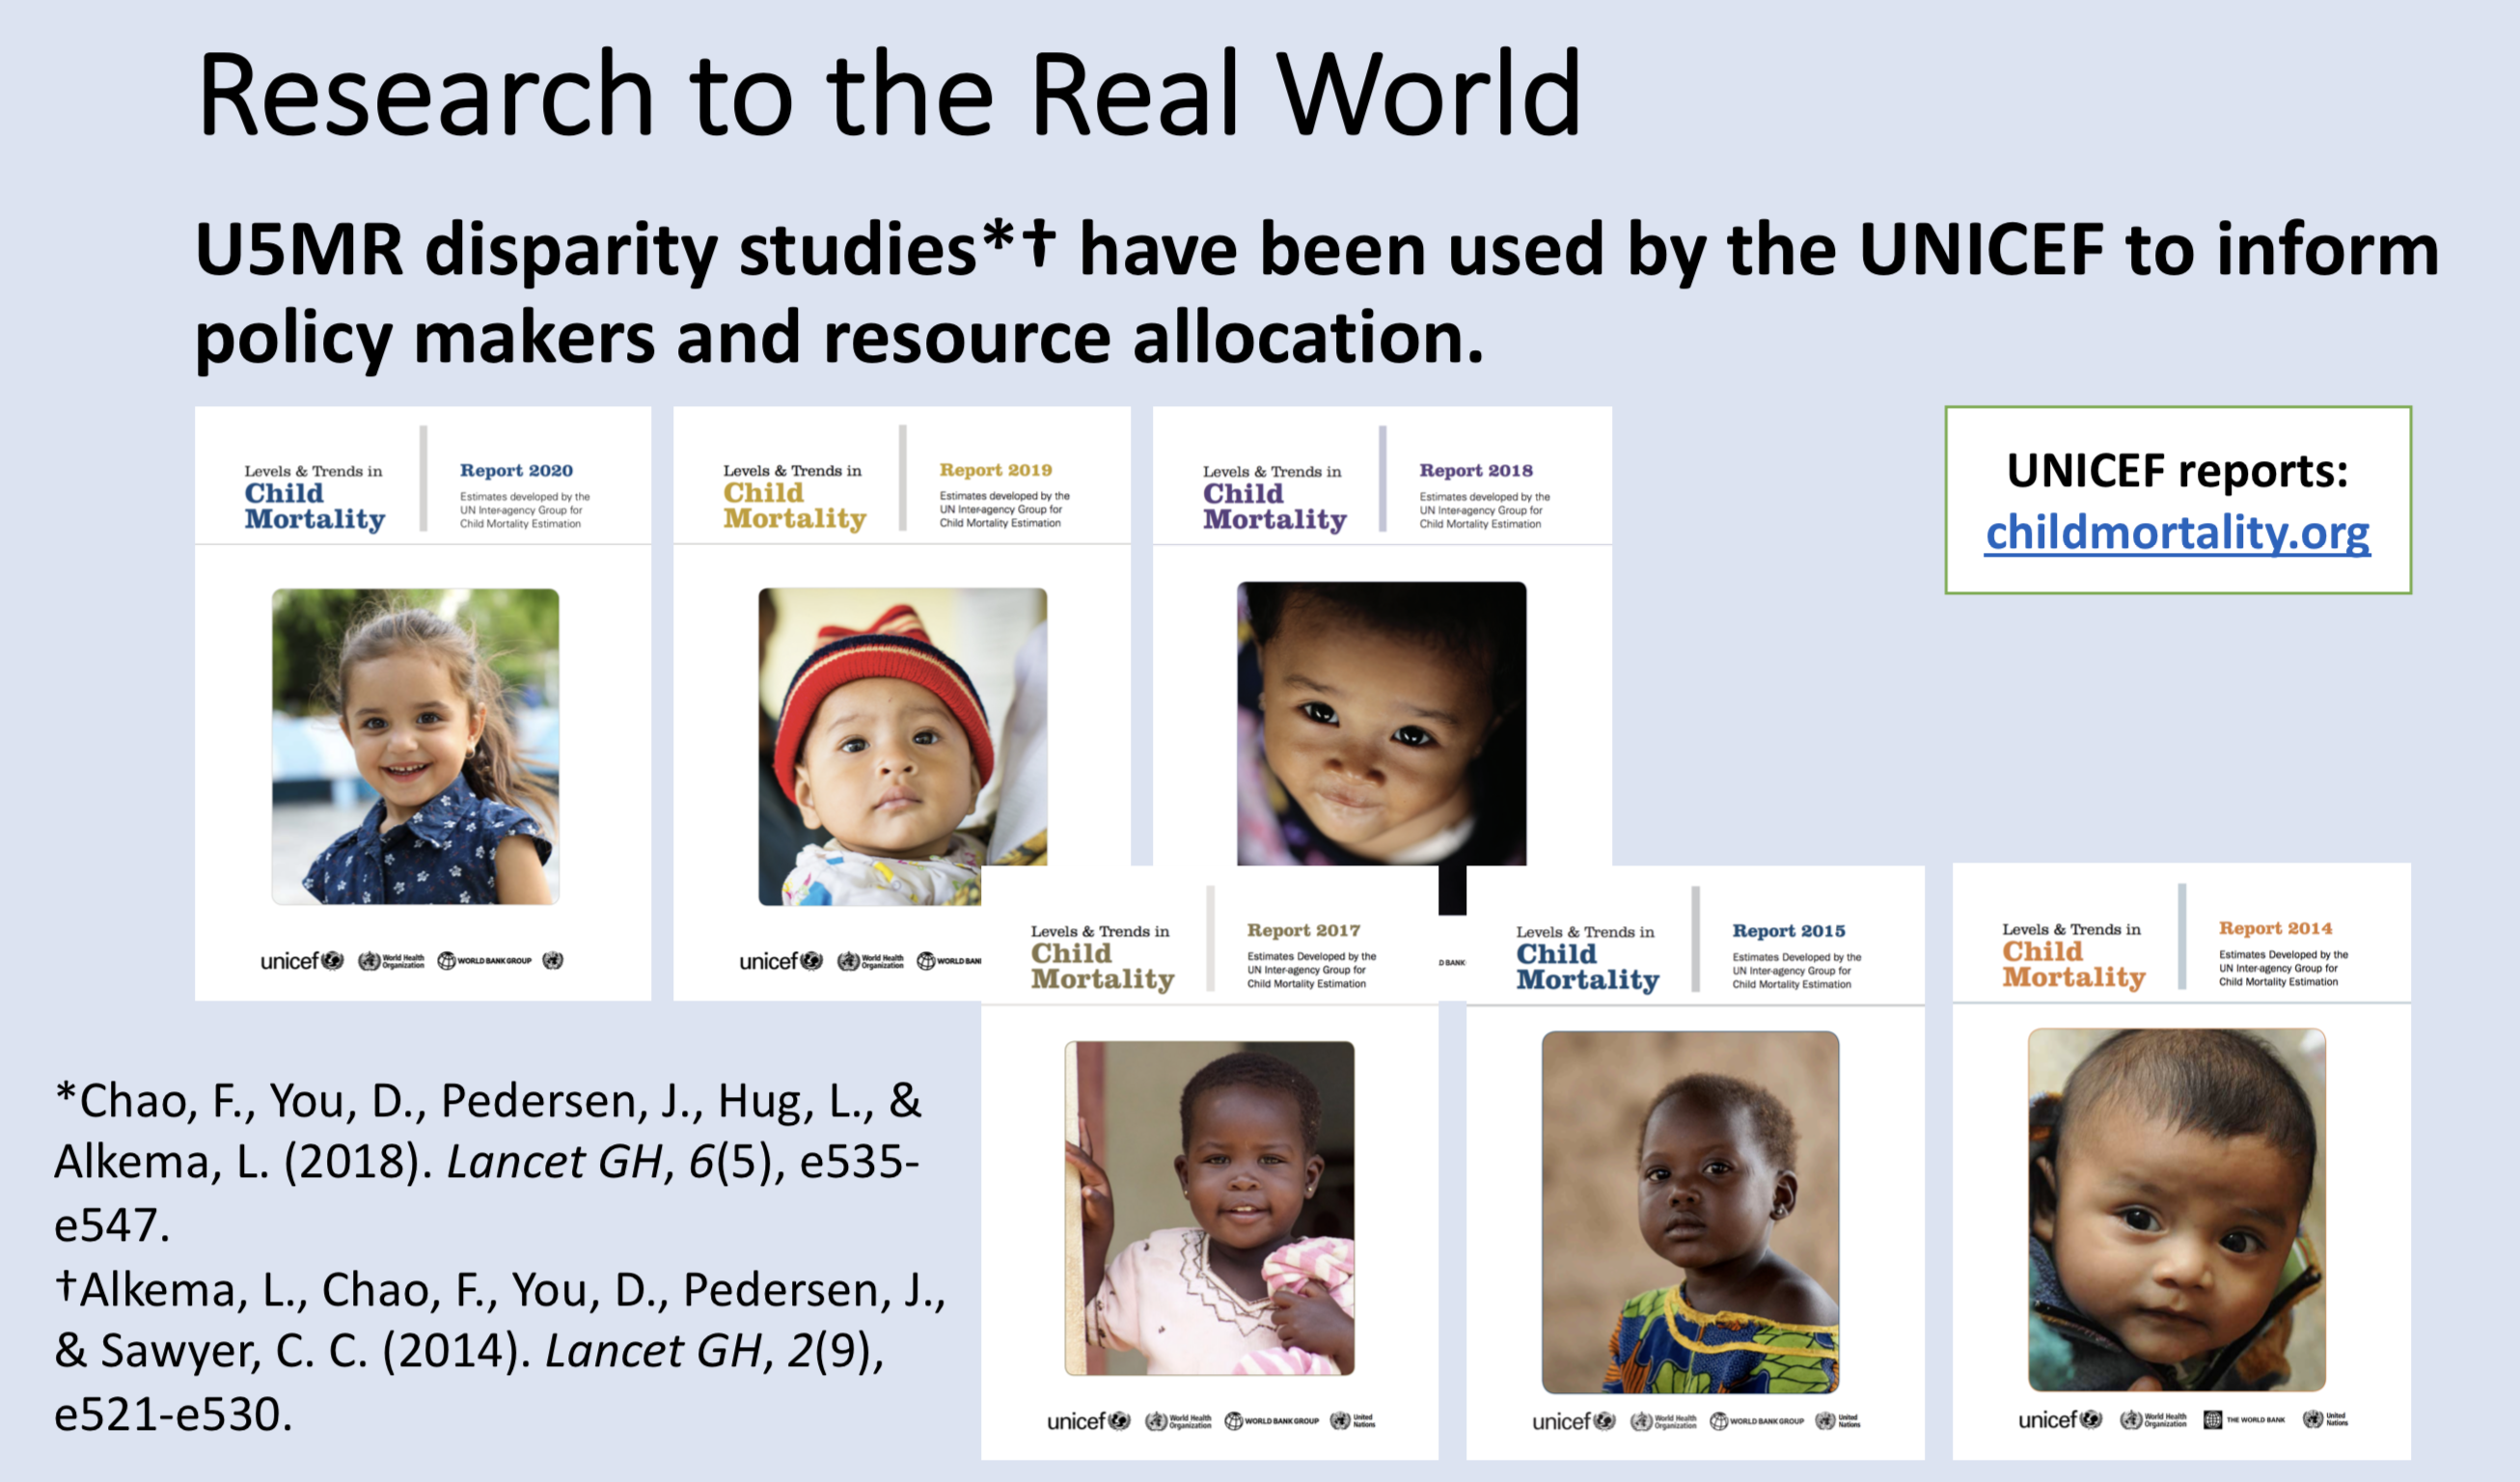 Research to the Real World
U5MR disparity studies*† have been used by the UNICEF to inform
policy makers and resource allocation.
Levels & Trends in
Child
Mortality
Report 2020
Estimates developed by the
UN Inter-agency Group for
Child Mortality Estimation
unicef
World Health
Organization
WORLD BANK GROUP
Levels & Trends in
Child
Mortality
Report 2019
Estimates developed by the
UN Inter-agency Group for
Child Mortality Estimation
unicef
World Health
Organization
WORLD BAN
Levels & Trends in
Child
Mortality
Report 2018
Estimates developed by the
UN Inter-agency Group for
Child Mortality Estimation
D BANK
UNICEF reports:
childmortality.org
Levels & Trends in
Child
Mortality
Report 2017
Estimates Developed by the
UN Inter-agency Group for
Child Mortality Estimation
unicef
World Health
Organization
WORLD BANK GROUP
United
Nations
Levels & Trends in
Child
Mortality
Report 2015
Estimates Developed by the
UN Inter-agency Group for
Child Mortality Estimation
unicef
World Health
Organization
WORLD BANK GROUP
United
Nations
Levels & Trends in
Child
Mortality
Report 2014
Estimates Developed by the
UN Inter-agency Group for
Child Mortality Estimation
unicef
World Health
Organization
THE WORLD BANK
United
Nations
*Chao, F., You, D., Pedersen, J., Hug, L., &
Alkema, L. (2018). Lancet GH, 6(5), e535-
e547.
†Alkema, L., Chao, F., You, D., Pedersen, J.,
& Sawyer, C. C. (2014). Lancet GH, 2(9),
e521-e530.